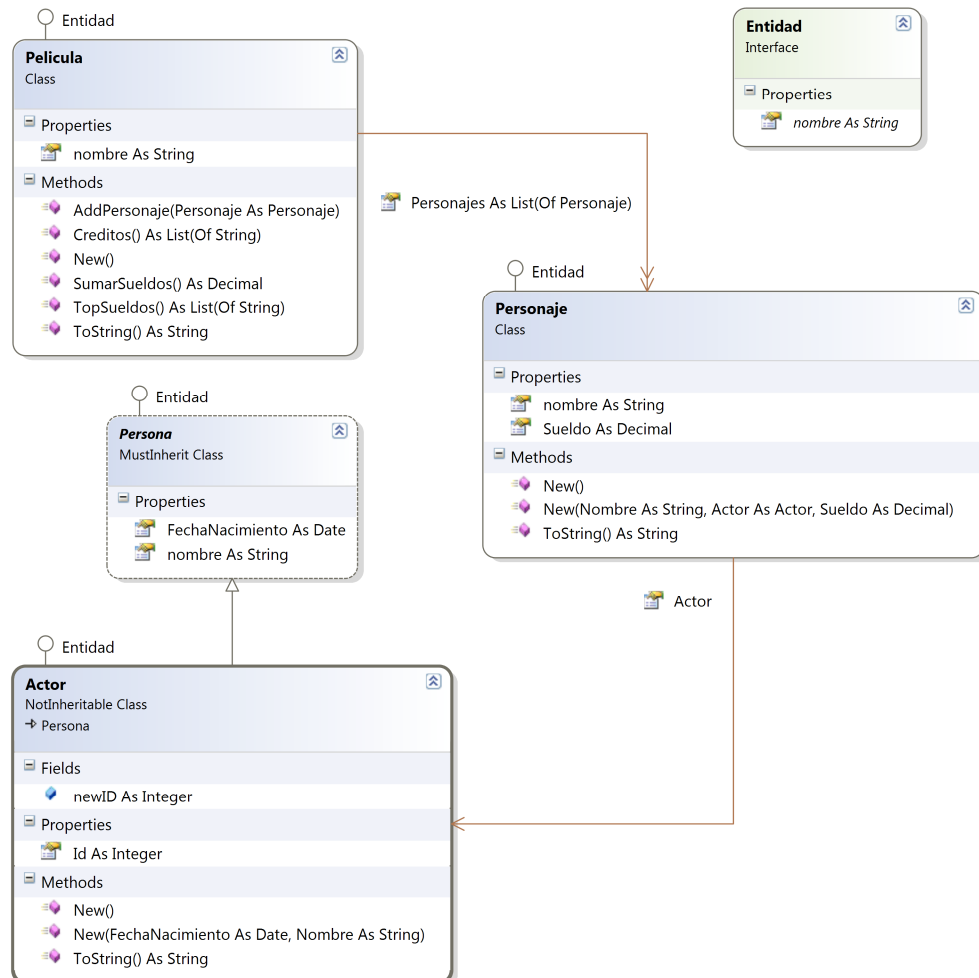 Entidad
Pelicula
Class
Properties
nombre As String
Methods
AddPersonaje(Personaje As Personaje)
Creditos() As List(Of String)
New()
SumarSueldos() As Decimal
TopSueldos() As List(Of String)
ToString() As String
Entidad
Interface
Properties
nombre As String
Personajes As List(Of Personaje)
Entidad
Personaje
Class
Properties
nombre As String
Sueldo As Decimal
Methods
New()
New(Nombre As String, Actor As Actor, Sueldo As Decimal)
ToString() As String
Entidad
Persona
MustInherit Class
Properties
FechaNacimiento As Date
nombre As String
Actor
Entidad
Actor
NotInheritable Class
Persona
Fields
newID As Integer
Properties
Id As Integer
Methods
New()
New(FechaNacimiento As Date, Nombre As String)
ToString() As String